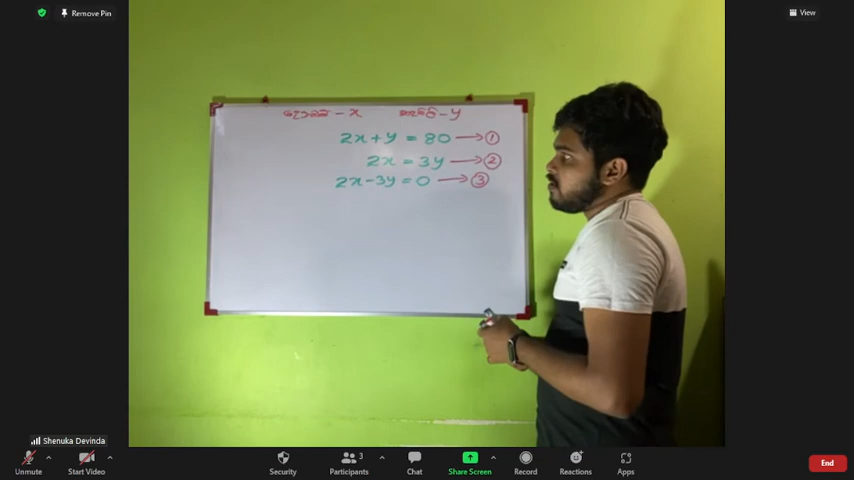 Remove Pin
View
- x - y
2x + y = 80 → ①
2x = 3y → ②
2x - 3y = 0 → ③
Shenuka Devinda
Unmute
Start Video
Security
3
Participants
Chat
Share Screen
Record
Reactions
Apps
End